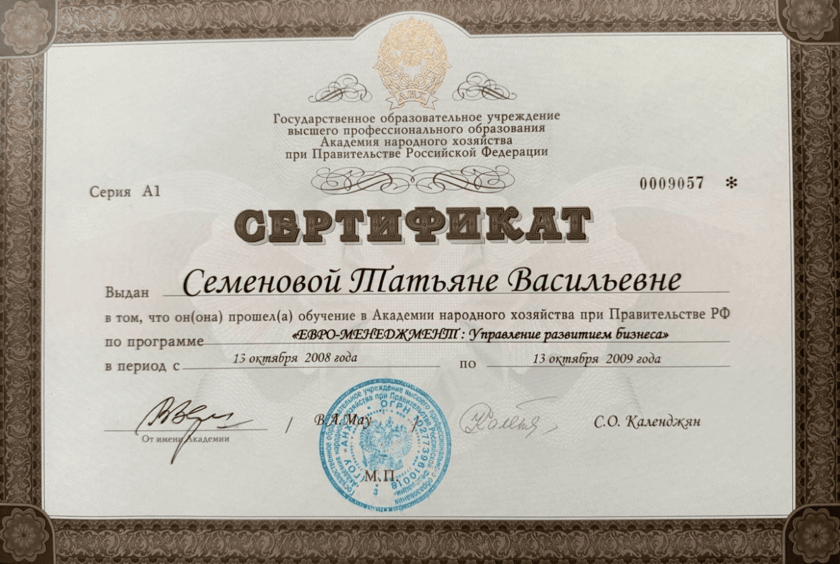 АНХ
Государственное образовательное учреждение
высшего профессионального образования
Академия народного хозяйства
при Правительстве Российской Федерации
Серия А1
0009057 *
СЕРТИФИКАТ
Выдан Семеновой Татьяне Васильевне
в том, что он(она) прошел(а) обучение в Академии народного хозяйства при Правительстве РФ
по программе «ЕВРО-МЕНЕДЖМЕНТ: Управление развитием бизнеса»
в период с 13 октября 2008 года по 13 октября 2009 года
/ В.А.Мау / С.О. Календжян
От имени Академии
М.П.